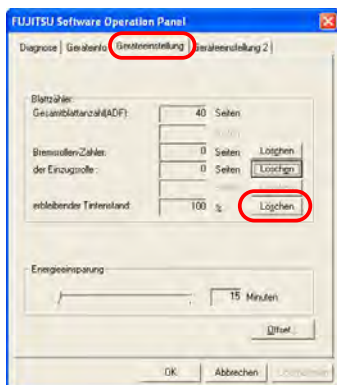 FUJITSU Software Operation Panel
Diagnose Geräteinfo Geräteeinstellung Geräteeinstellung 2
Blattzähler:
Gesamtblattanzahl(ADF): 40 Seiten
Bremsrollen-Zähler: 0 Seiten Löschen
der Einzugsrolle: 0 Seiten Löschen
erbleibender Tintenstand: 100 % Löschen
Energieeinsparung
15 Minuten
Offset...
OK Abbrechen